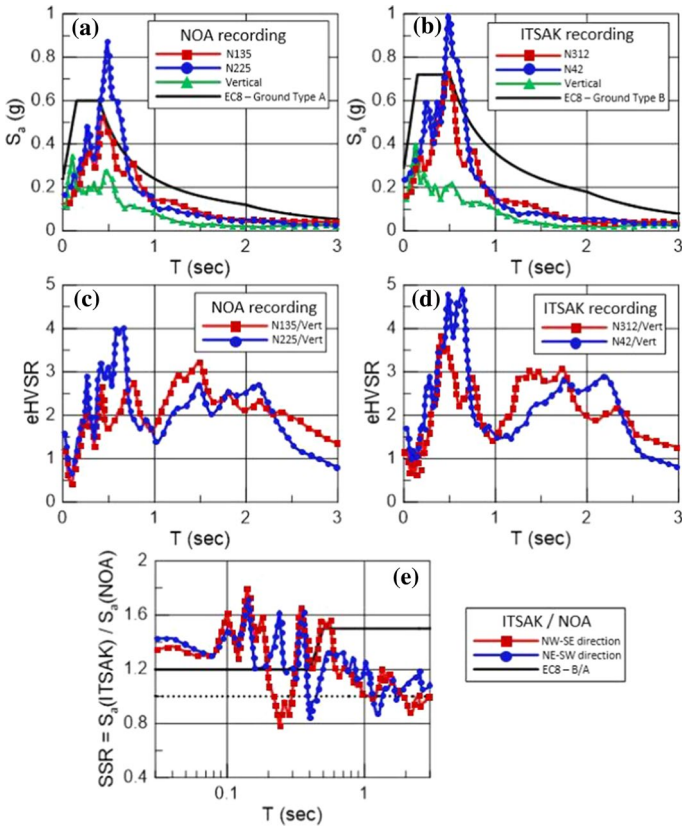 (a)
NOA recording
N135
N225
Vertical
EC8 – Ground Type A
1
0.8
0.6
0.4
0.2
0
Sa (g)
0 1 2 3
T (sec)
(b)
ITSAK recording
N312
N42
Vertical
EC8 – Ground Type B
1
0.8
0.6
0.4
0.2
0
Sa (g)
0 1 2 3
T (sec)
(c)
NOA recording
N135/Vert
N225/Vert
5
4
3
2
1
0
eHVSR
0 1 2 3
T (sec)
(d)
ITSAK recording
N312/Vert
N42/Vert
5
4
3
2
1
0
eHVSR
0 1 2 3
T (sec)
(e)
2
1.6
1.2
0.8
0.4
SSR = Sa(ITSAK) / Sa(NOA)
0.1 1
T (sec)
ITSAK / NOA
NW-SE direction
NE-SW direction
EC8 – B/A